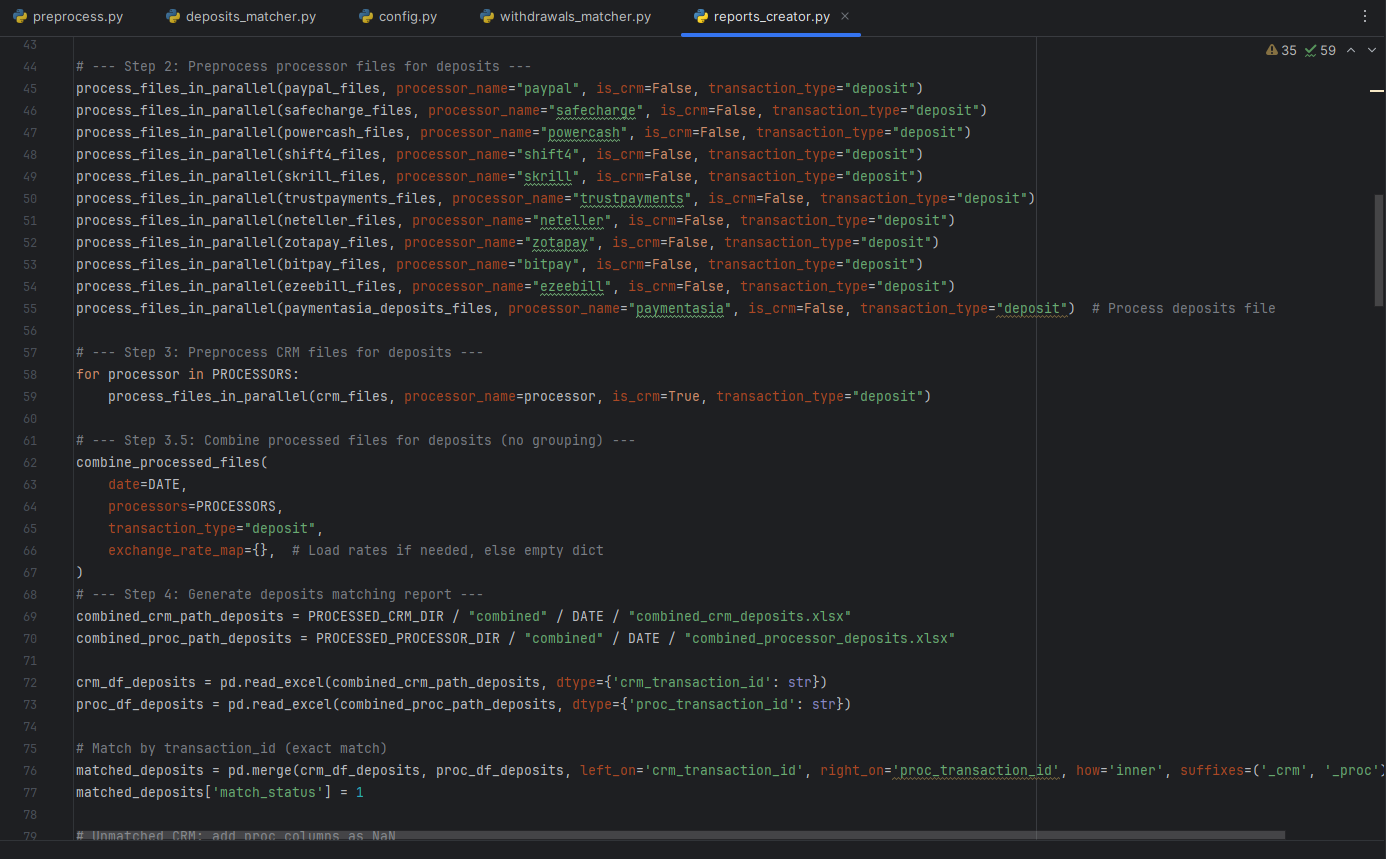 preprocess.py deposits_matcher.py config.py withdrawals_matcher.py reports_creator.py
35 59
43
44 # --- Step 2: Preprocess processor files for deposits ---
45 process_files_in_parallel(paypal_files, processor_name="paypal", is_crm=False, transaction_type="deposit")
46 process_files_in_parallel(safecharge_files, processor_name="safecharge", is_crm=False, transaction_type="deposit")
47 process_files_in_parallel(powercash_files, processor_name="powercash", is_crm=False, transaction_type="deposit")
48 process_files_in_parallel(shift4_files, processor_name="shift4", is_crm=False, transaction_type="deposit")
49 process_files_in_parallel(skrill_files, processor_name="skrill", is_crm=False, transaction_type="deposit")
50 process_files_in_parallel(trustpayments_files, processor_name="trustpayments", is_crm=False, transaction_type="deposit")
51 process_files_in_parallel(neteller_files, processor_name="neteller", is_crm=False, transaction_type="deposit")
52 process_files_in_parallel(zotapay_files, processor_name="zotapay", is_crm=False, transaction_type="deposit")
53 process_files_in_parallel(bitpay_files, processor_name="bitpay", is_crm=False, transaction_type="deposit")
54 process_files_in_parallel(ezeebill_files, processor_name="ezeebill", is_crm=False, transaction_type="deposit")
55 process_files_in_parallel(paymentasia_deposits_files, processor_name="paymentasia", is_crm=False, transaction_type="deposit")  # Process deposits file
56
57 # --- Step 3: Preprocess CRM files for deposits ---
58 for processor in PROCESSORS:
59     process_files_in_parallel(crm_files, processor_name=processor, is_crm=True, transaction_type="deposit")
60
61 # --- Step 3.5: Combine processed files for deposits (no grouping) ---
62 combine_processed_files(
63     date=DATE,
64     processors=PROCESSORS,
65     transaction_type="deposit",
66     exchange_rate_map={},  # Load rates if needed, else empty dict
67 )
68 # --- Step 4: Generate deposits matching report ---
69 combined_crm_path_deposits = PROCESSED_CRM_DIR / "combined" / DATE / "combined_crm_deposits.xlsx"
70 combined_proc_path_deposits = PROCESSED_PROCESSOR_DIR / "combined" / DATE / "combined_processor_deposits.xlsx"
71
72 crm_df_deposits = pd.read_excel(combined_crm_path_deposits, dtype={'crm_transaction_id': str})
73 proc_df_deposits = pd.read_excel(combined_proc_path_deposits, dtype={'proc_transaction_id': str})
74
75 # Match by transaction_id (exact match)
76 matched_deposits = pd.merge(crm_df_deposits, proc_df_deposits, left_on='crm_transaction_id', right_on='proc_transaction_id', how='inner', suffixes=('_crm', '_proc')
77 matched_deposits['match_status'] = 1
78
79 # Unmatched CRM: add proc columns as NaN